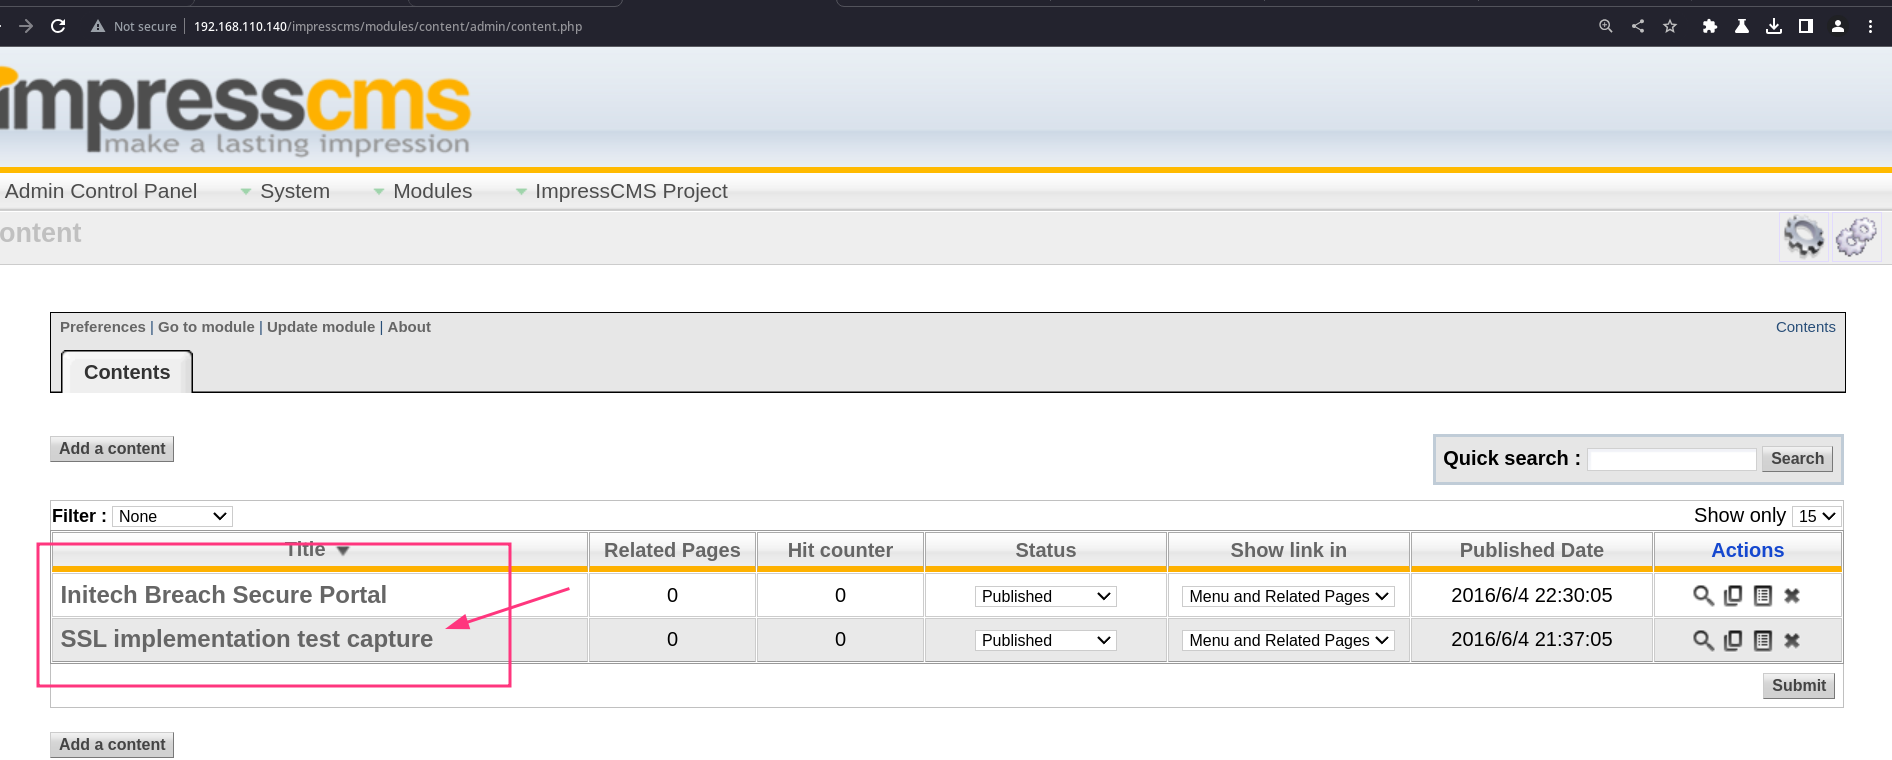 Not secure 192.168.110.140/impresscms/modules/content/admin/content.php
impresscms
make a lasting impression
Admin Control Panel System Modules ImpressCMS Project
ontent
Preferences | Go to module | Update module | About Contents
Contents
Add a content
Quick search : Search
Filter : None Show only 15
Title Related Pages Hit counter Status Show link in Published Date Actions
Initech Breach Secure Portal 0 0 Published Menu and Related Pages 2016/6/4 22:30:05
SSL implementation test capture 0 0 Published Menu and Related Pages 2016/6/4 21:37:05
Submit
Add a content